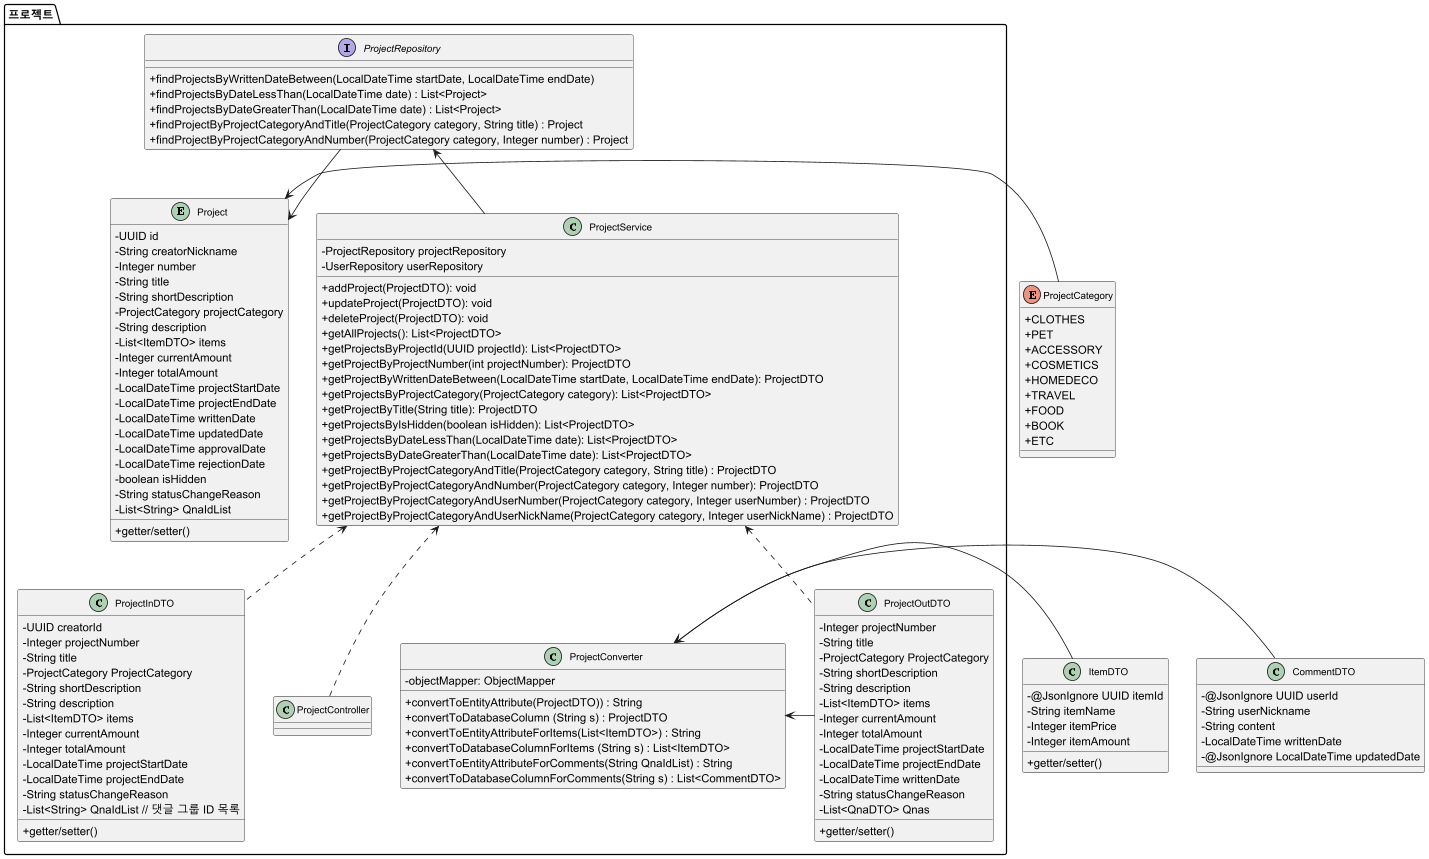 프로젝트
I ProjectRepository
+findProjectsByWrittenDateBetween(LocalDateTime startDate, LocalDateTime endDate)
+findProjectsByDateLessThan(LocalDateTime date) : List<Project>
+findProjectsByDateGreaterThan(LocalDateTime date) : List<Project>
+findProjectByProjectCategoryAndTitle(ProjectCategory category, String title) : Project
+findProjectByProjectCategoryAndNumber(ProjectCategory category, Integer number) : Project
E Project
-UUID id
-String creatorNickname
-Integer number
-String title
-String shortDescription
-ProjectCategory projectCategory
-String description
-List<ItemDTO> items
-Integer currentAmount
-Integer totalAmount
-LocalDateTime projectStartDate
-LocalDateTime projectEndDate
-LocalDateTime writtenDate
-LocalDateTime updatedDate
-LocalDateTime approvalDate
-LocalDateTime rejectionDate
-boolean isHidden
-String statusChangeReason
-List<String> QnaIdList
+getter/setter()
C ProjectService
-ProjectRepository projectRepository
-UserRepository userRepository
+addProject(ProjectDTO): void
+updateProject(ProjectDTO): void
+deleteProject(ProjectDTO): void
+getAllProjects(): List<ProjectDTO>
+getProjectsByProjectId(UUID projectId): List<ProjectDTO>
+getProjectByProjectNumber(int projectNumber): ProjectDTO
+getProjectByWrittenDateBetween(LocalDateTime startDate, LocalDateTime endDate): ProjectDTO
+getProjectsByProjectCategory(ProjectCategory category): List<ProjectDTO>
+getProjectByTitle(String title): ProjectDTO
+getProjectsByIsHidden(boolean isHidden): List<ProjectDTO>
+getProjectsByDateLessThan(LocalDateTime date): List<ProjectDTO>
+getProjectsByDateGreaterThan(LocalDateTime date): List<ProjectDTO>
+getProjectByProjectCategoryAndTitle(ProjectCategory category, String title) : ProjectDTO
+getProjectByProjectCategoryAndNumber(ProjectCategory category, Integer number): ProjectDTO
+getProjectByProjectCategoryAndUserNumber(ProjectCategory category, Integer userNumber) : ProjectDTO
+getProjectByProjectCategoryAndUserNickName(ProjectCategory category, Integer userNickName) : ProjectDTO
E ProjectCategory
+CLOTHES
+PET
+ACCESSORY
+COSMETICS
+HOMEDECO
+TRAVEL
+FOOD
+BOOK
+ETC
C ProjectInDTO
-UUID creatorId
-Integer projectNumber
-String title
-ProjectCategory ProjectCategory
-String shortDescription
-String description
-List<ItemDTO> items
-Integer currentAmount
-Integer totalAmount
-LocalDateTime projectStartDate
-LocalDateTime projectEndDate
-String statusChangeReason
-List<String> QnaIdList // 댓글 그룹 ID 목록
+getter/setter()
C ProjectController
C ProjectConverter
-objectMapper: ObjectMapper
+convertToEntityAttribute(ProjectDTO)) : String
+convertToDatabaseColumn (String s) : ProjectDTO
+convertToEntityAttributeForItems(List<ItemDTO>) : String
+convertToDatabaseColumnForItems (String s) : List<ItemDTO>
+convertToEntityAttributeForComments(String QnaIdList) : String
+convertToDatabaseColumnForComments(String s) : List<CommentDTO>
C ProjectOutDTO
-Integer projectNumber
-String title
-ProjectCategory ProjectCategory
-String shortDescription
-String description
-List<ItemDTO> items
-Integer currentAmount
-Integer totalAmount
-LocalDateTime projectStartDate
-LocalDateTime projectEndDate
-LocalDateTime writtenDate
-String statusChangeReason
-List<QnaDTO> Qnas
+getter/setter()
C ItemDTO
-@JsonIgnore UUID itemId
-String itemName
-Integer itemPrice
-Integer itemAmount
+getter/setter()
C CommentDTO
-@JsonIgnore UUID userId
-String userNickname
-String content
-LocalDateTime writtenDate
-@JsonIgnore LocalDateTime updatedDate